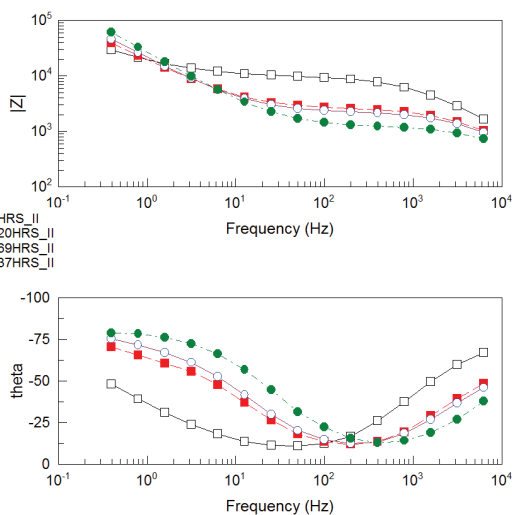 10^5
10^4
|Z|
10^3
10^2
10^-1 10^0 10^1 10^2 10^3 10^4
Frequency (Hz)
HRS_II
20HRS_II
69HRS_II
37HRS_II
-100
-75
theta
-50
-25
0
10^-1 10^0 10^1 10^2 10^3 10^4
Frequency (Hz)